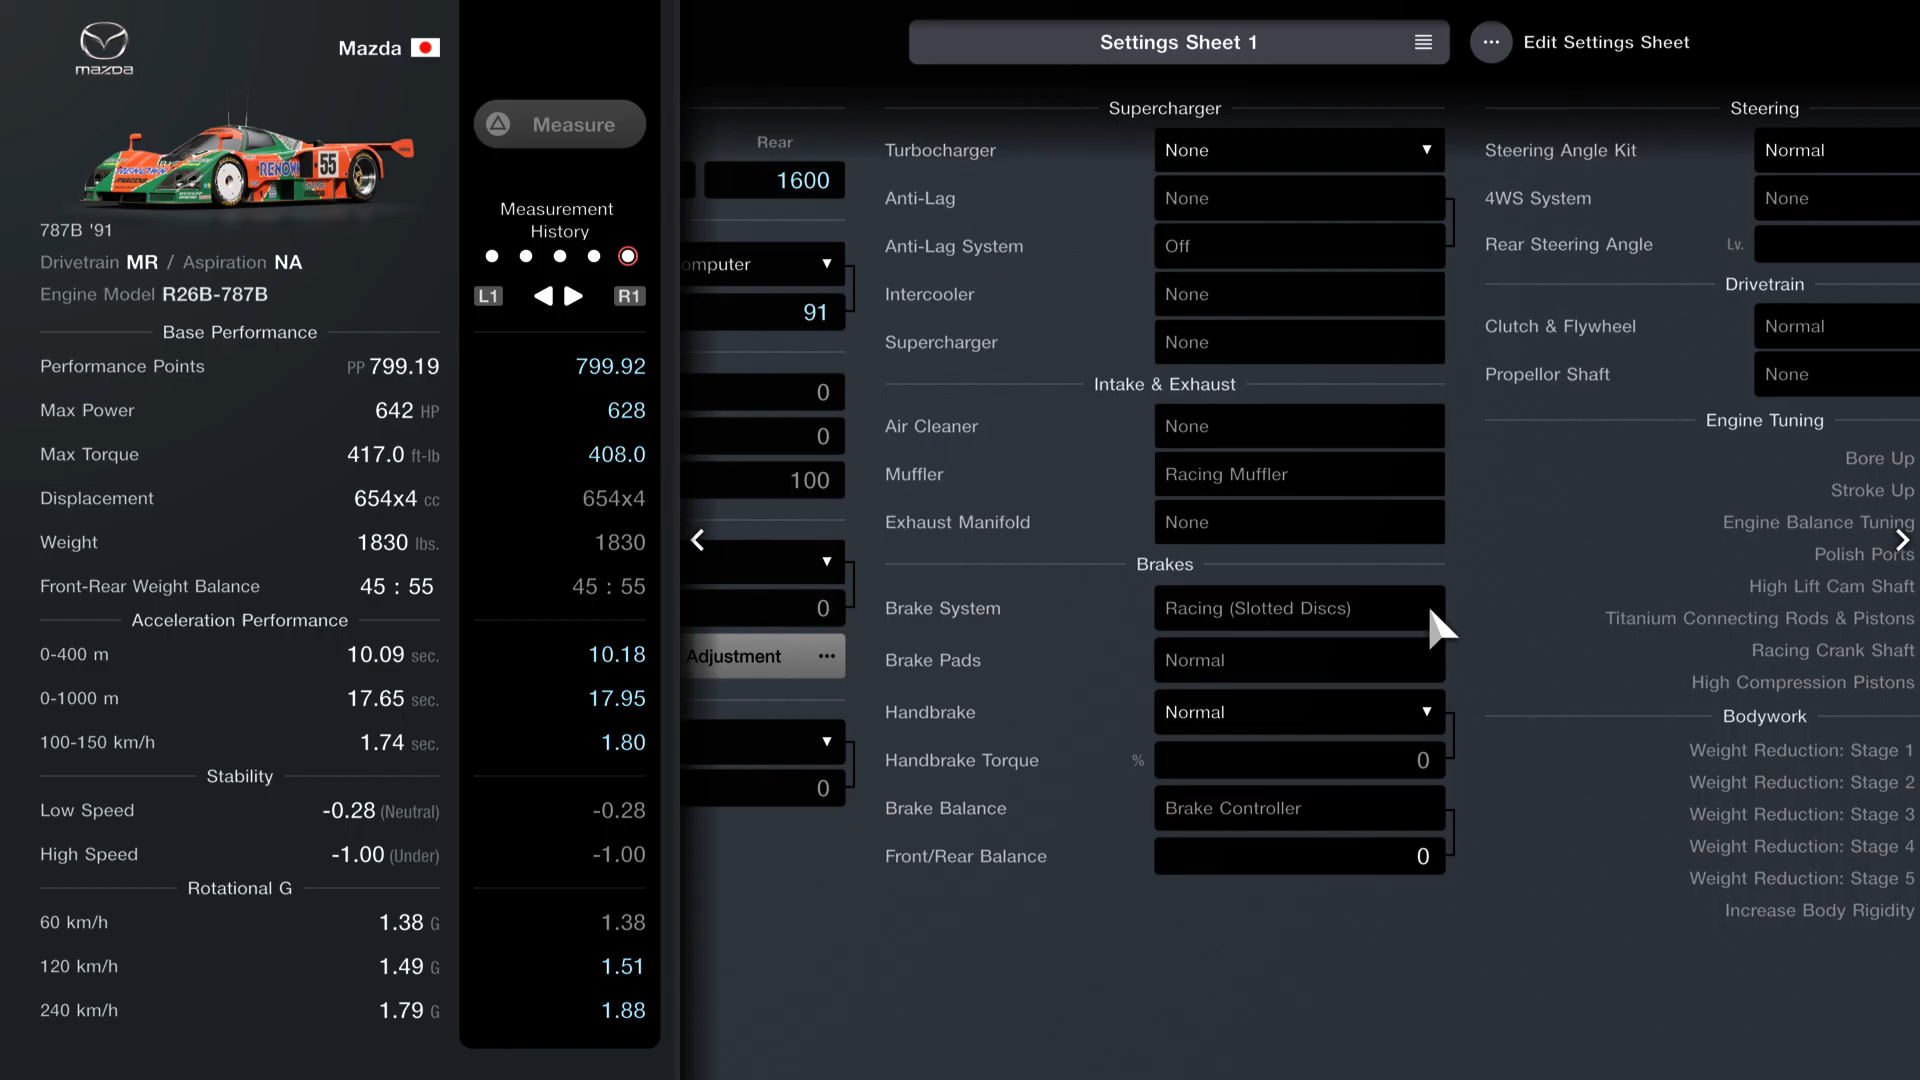 mazda
Mazda
RENOWN
RENOWN
55
787B '91
Drivetrain MR / Aspiration NA
Engine Model R26B-787B
Base Performance
Performance Points PP 799.19
Max Power 642 HP
Max Torque 417.0 ft-lb
Displacement 654x4 cc
Weight 1830 lbs.
Front-Rear Weight Balance 45 : 55
Acceleration Performance
0-400 m 10.09 sec.
0-1000 m 17.65 sec.
100-150 km/h 1.74 sec.
Stability
Low Speed -0.28 (Neutral)
High Speed -1.00 (Under)
Rotational G
60 km/h 1.38 G
120 km/h 1.49 G
240 km/h 1.79 G
Measure
Measurement
History
L1 R1
799.92
628
408.0
654x4
1830
45 : 55
10.18
17.95
1.80
-0.28
-1.00
1.38
1.51
1.88
Settings Sheet 1
Edit Settings Sheet
Rear
1600
omputer
91
0
0
100
0
Adjustment
0
Supercharger
Turbocharger None
Anti-Lag None
Anti-Lag System Off
Intercooler None
Supercharger None
Intake & Exhaust
Air Cleaner None
Muffler Racing Muffler
Exhaust Manifold None
Brakes
Brake System Racing (Slotted Discs)
Brake Pads Normal
Handbrake Normal
Handbrake Torque % 0
Brake Balance Brake Controller
Front/Rear Balance 0
Steering
Steering Angle Kit Normal
4WS System None
Rear Steering Angle Lv.
Drivetrain
Clutch & Flywheel Normal
Propellor Shaft None
Engine Tuning
Bore Up
Stroke Up
Engine Balance Tuning
Polish Ports
High Lift Cam Shaft
Titanium Connecting Rods & Pistons
Racing Crank Shaft
High Compression Pistons
Bodywork
Weight Reduction: Stage 1
Weight Reduction: Stage 2
Weight Reduction: Stage 3
Weight Reduction: Stage 4
Weight Reduction: Stage 5
Increase Body Rigidity